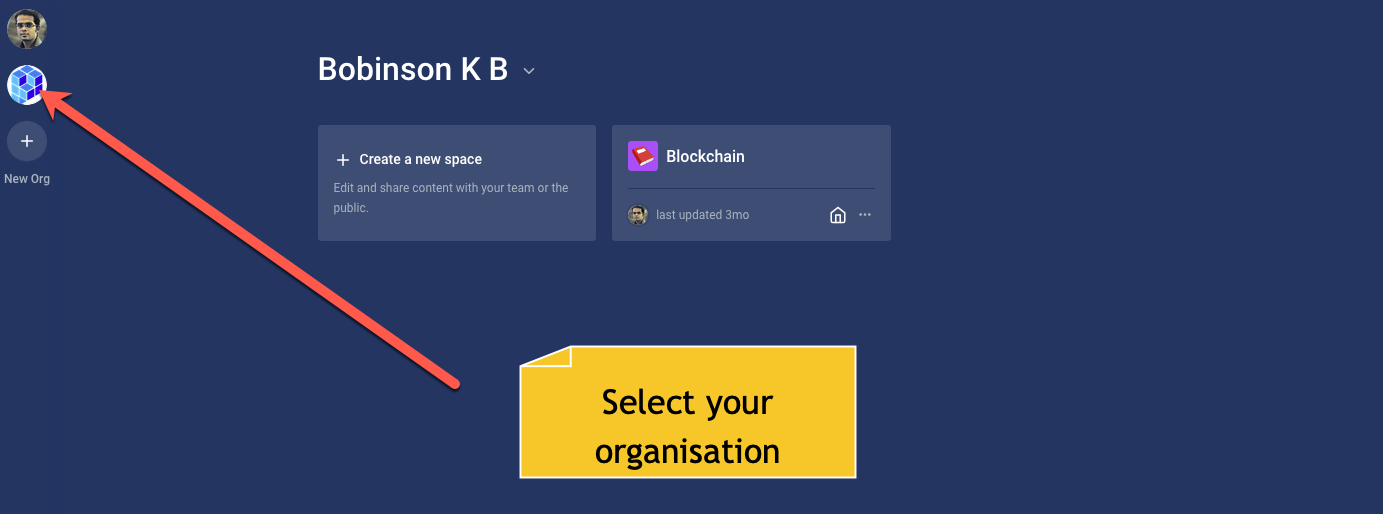 Bobinson K B
New Org
Create a new space
Edit and share content with your team or the
public.
Blockchain
last updated 3mo
Select your
organisation